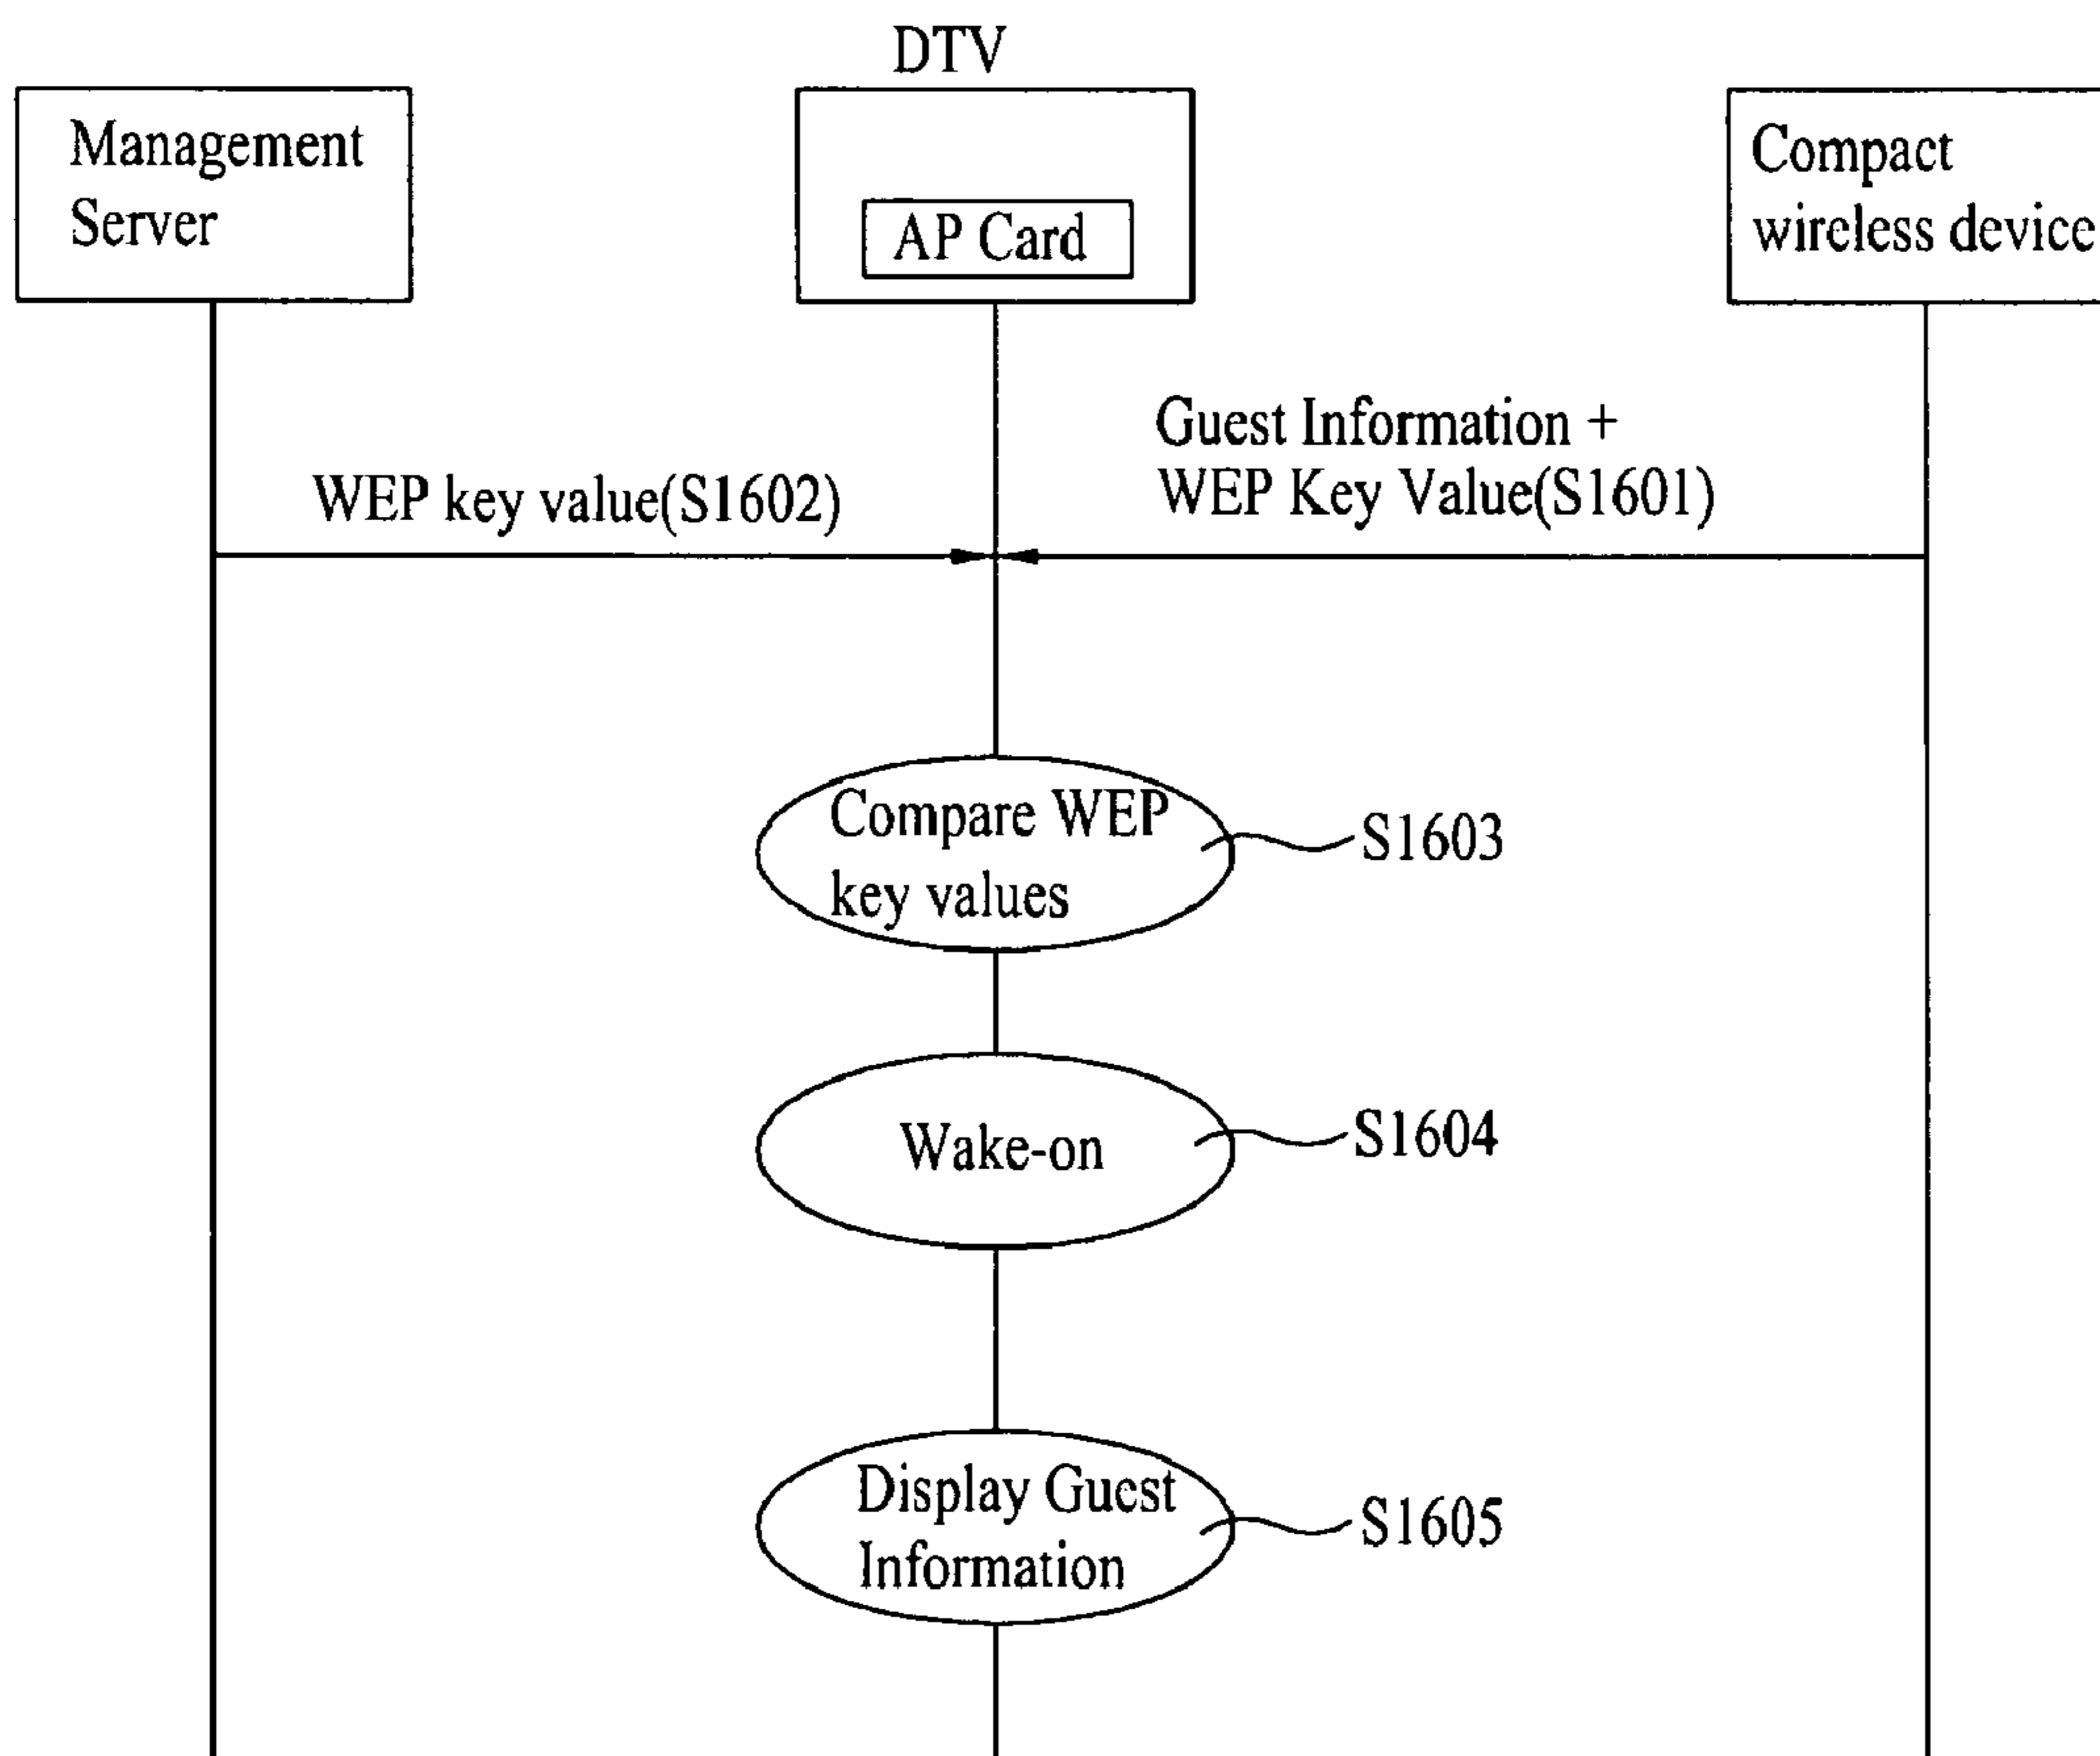 DTV
Management
Server
AP Card
Compact
wireless device
Guest Information +
WEP Key Value(S1601)
WEP key value(S1602)
Compare WEP
key values
S1603
Wake-on
S1604
Display Guest
Information
S1605